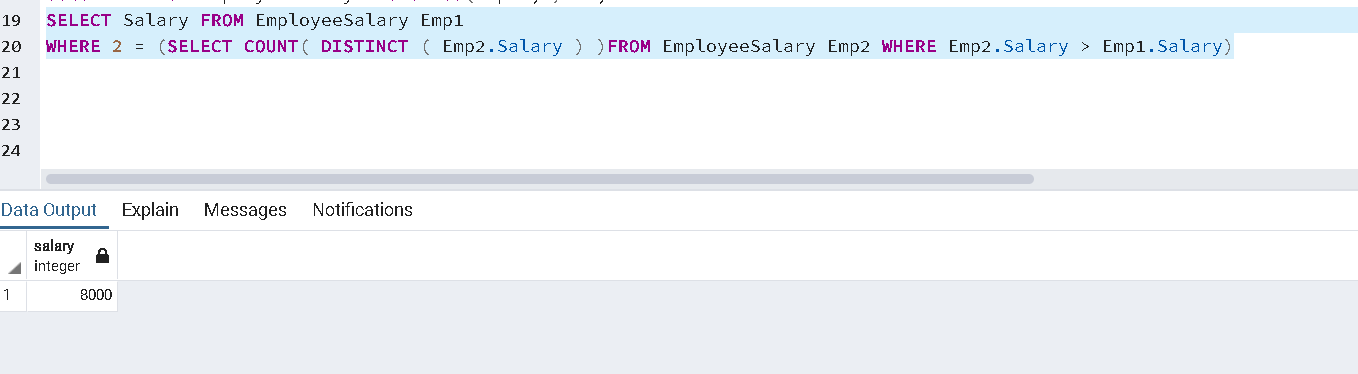 19 SELECT Salary FROM EmployeeSalary Emp1
20 WHERE 2 = (SELECT COUNT( DISTINCT ( Emp2.Salary ) )FROM EmployeeSalary Emp2 WHERE Emp2.Salary > Emp1.Salary)
21
22
23
24
Data Output Explain Messages Notifications
salary
integer
1 8000